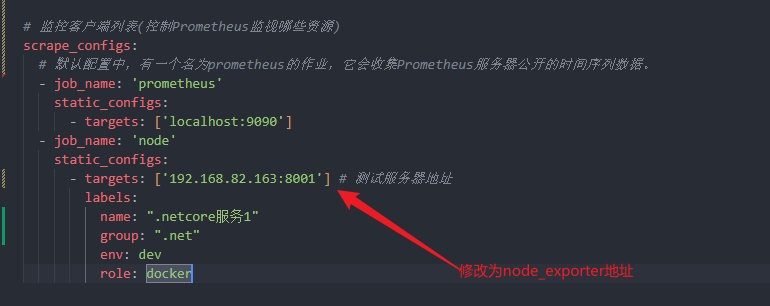 # 监控客户端列表(控制Prometheus监视哪些资源)
scrape_configs:
# 默认配置中，有一个名为prometheus的作业，它会收集Prometheus服务器公开的时间序列数据。
- job_name: 'prometheus'
static_configs:
- targets: ['localhost:9090']
- job_name: 'node'
static_configs:
- targets: ['192.168.82.163:8001'] # 测试服务器地址
labels:
name: ".netcore服务1"
group: ".net"
env: dev
role: docker
修改为node_exporter地址